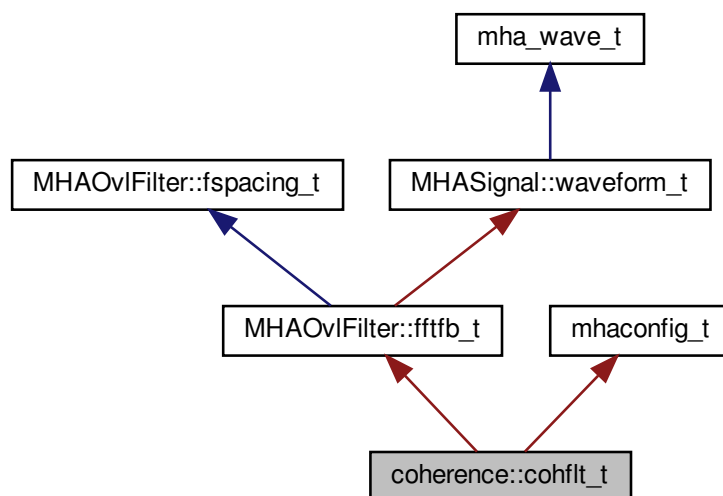 mha_wave_t
MHAOvlFilter::fspacing_t
MHASignal::waveform_t
MHAOvlFilter::fftfb_t
mhaconfig_t
coherence::cohflt_t